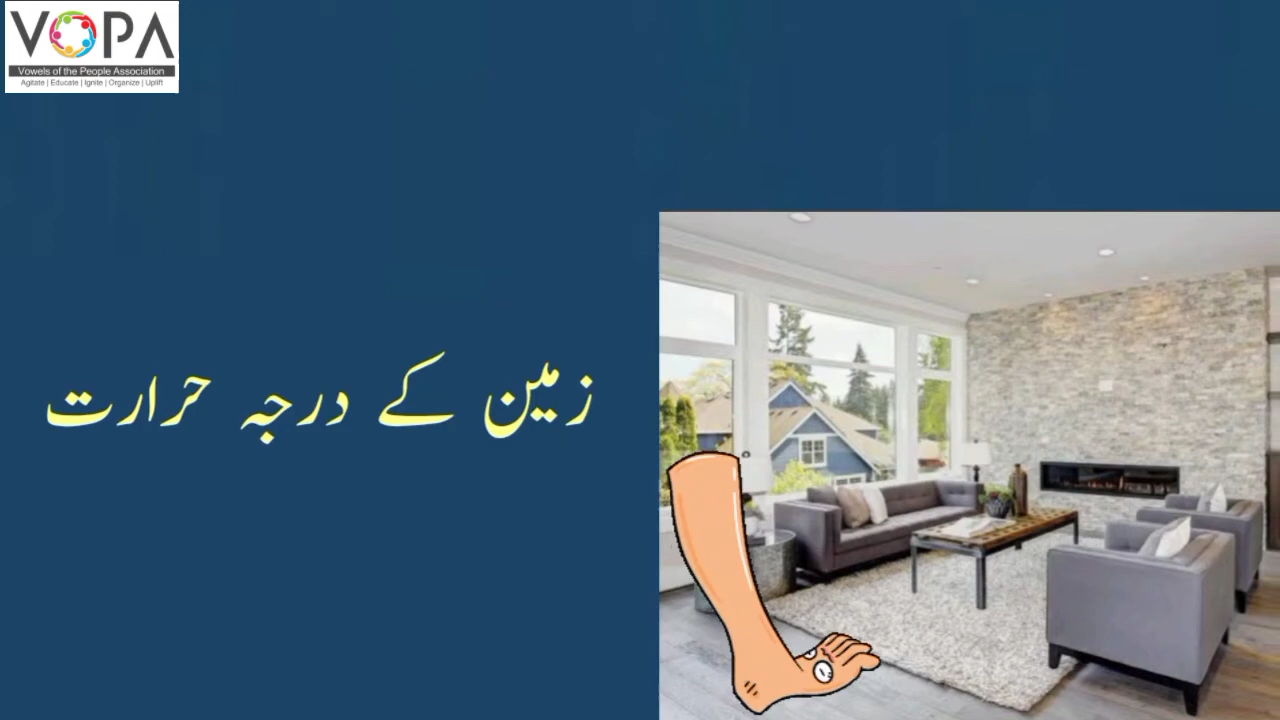 VOPA
Vowels of the People Association
Agitate | Educate | Ignite | Organize | Uplift
زمین کے درجہ حرارت